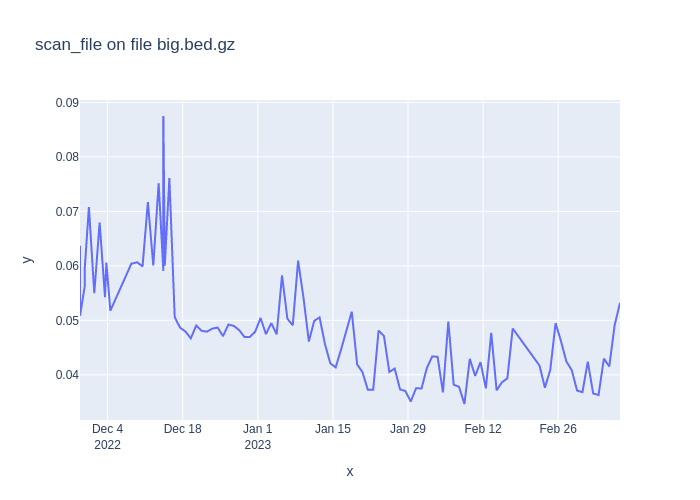 scan_file on file big.bed.gz
0.09
0.08
0.07
0.06
0.05
0.04
y
Dec 4
2022
Dec 18
Jan 1
2023
Jan 15
Jan 29
Feb 12
Feb 26
x